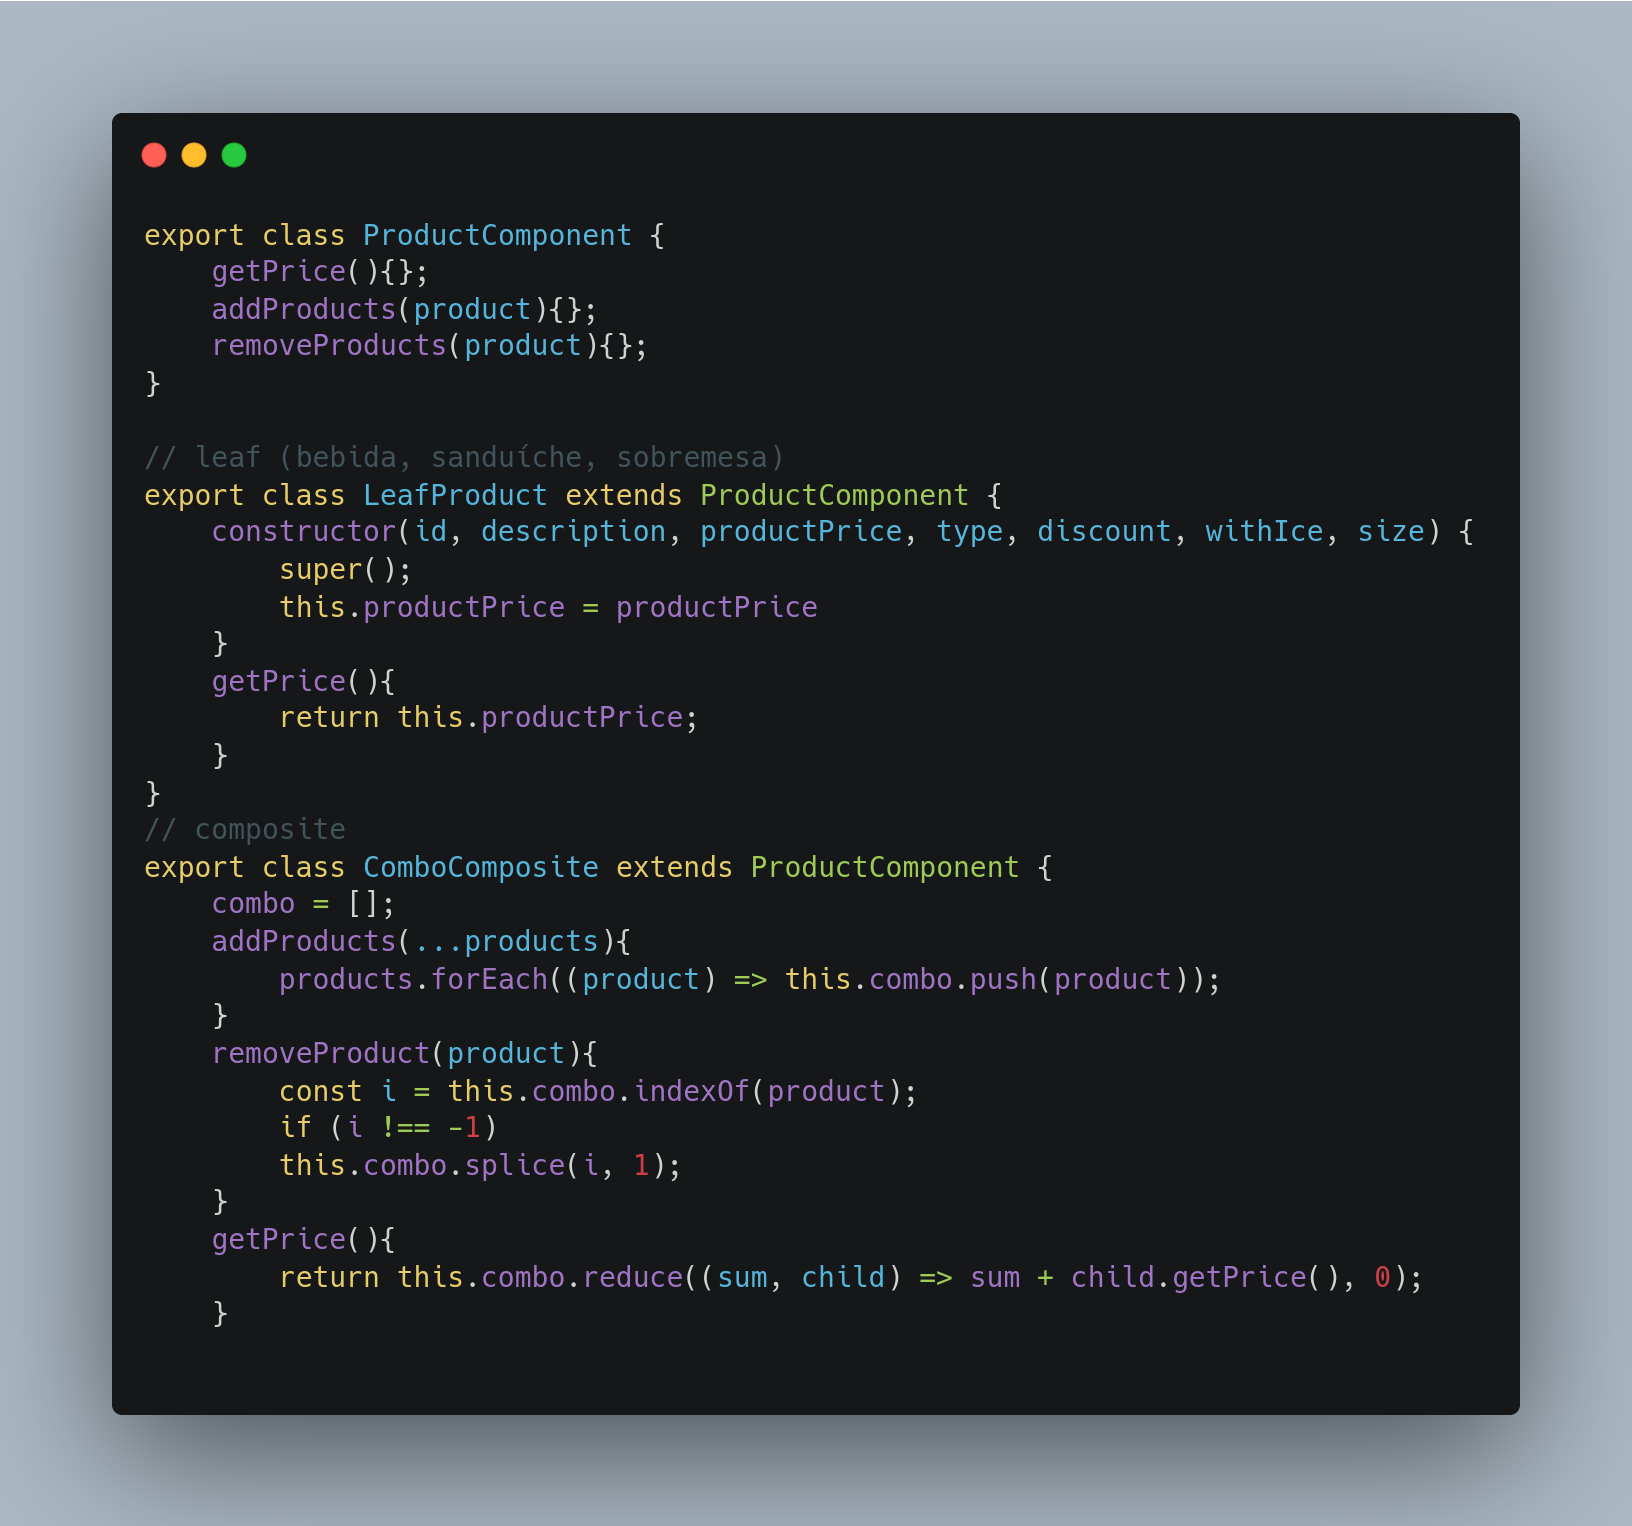 export class ProductComponent {
    getPrice(){};
    addProducts(product){};
    removeProducts(product){};
}
// leaf (bebida, sanduíche, sobremesa)
export class LeafProduct extends ProductComponent {
    constructor(id, description, productPrice, type, discount, withIce, size) {
        super();
        this.productPrice = productPrice
    }
    getPrice(){
        return this.productPrice;
    }
}
// composite
export class ComboComposite extends ProductComponent {
    combo = [];
    addProducts(...products){
        products.forEach((product) => this.combo.push(product));
    }
    removeProduct(product){
        const i = this.combo.indexOf(product);
        if (i !== -1)
        this.combo.splice(i, 1);
    }
    getPrice(){
        return this.combo.reduce((sum, child) => sum + child.getPrice(), 0);
    }